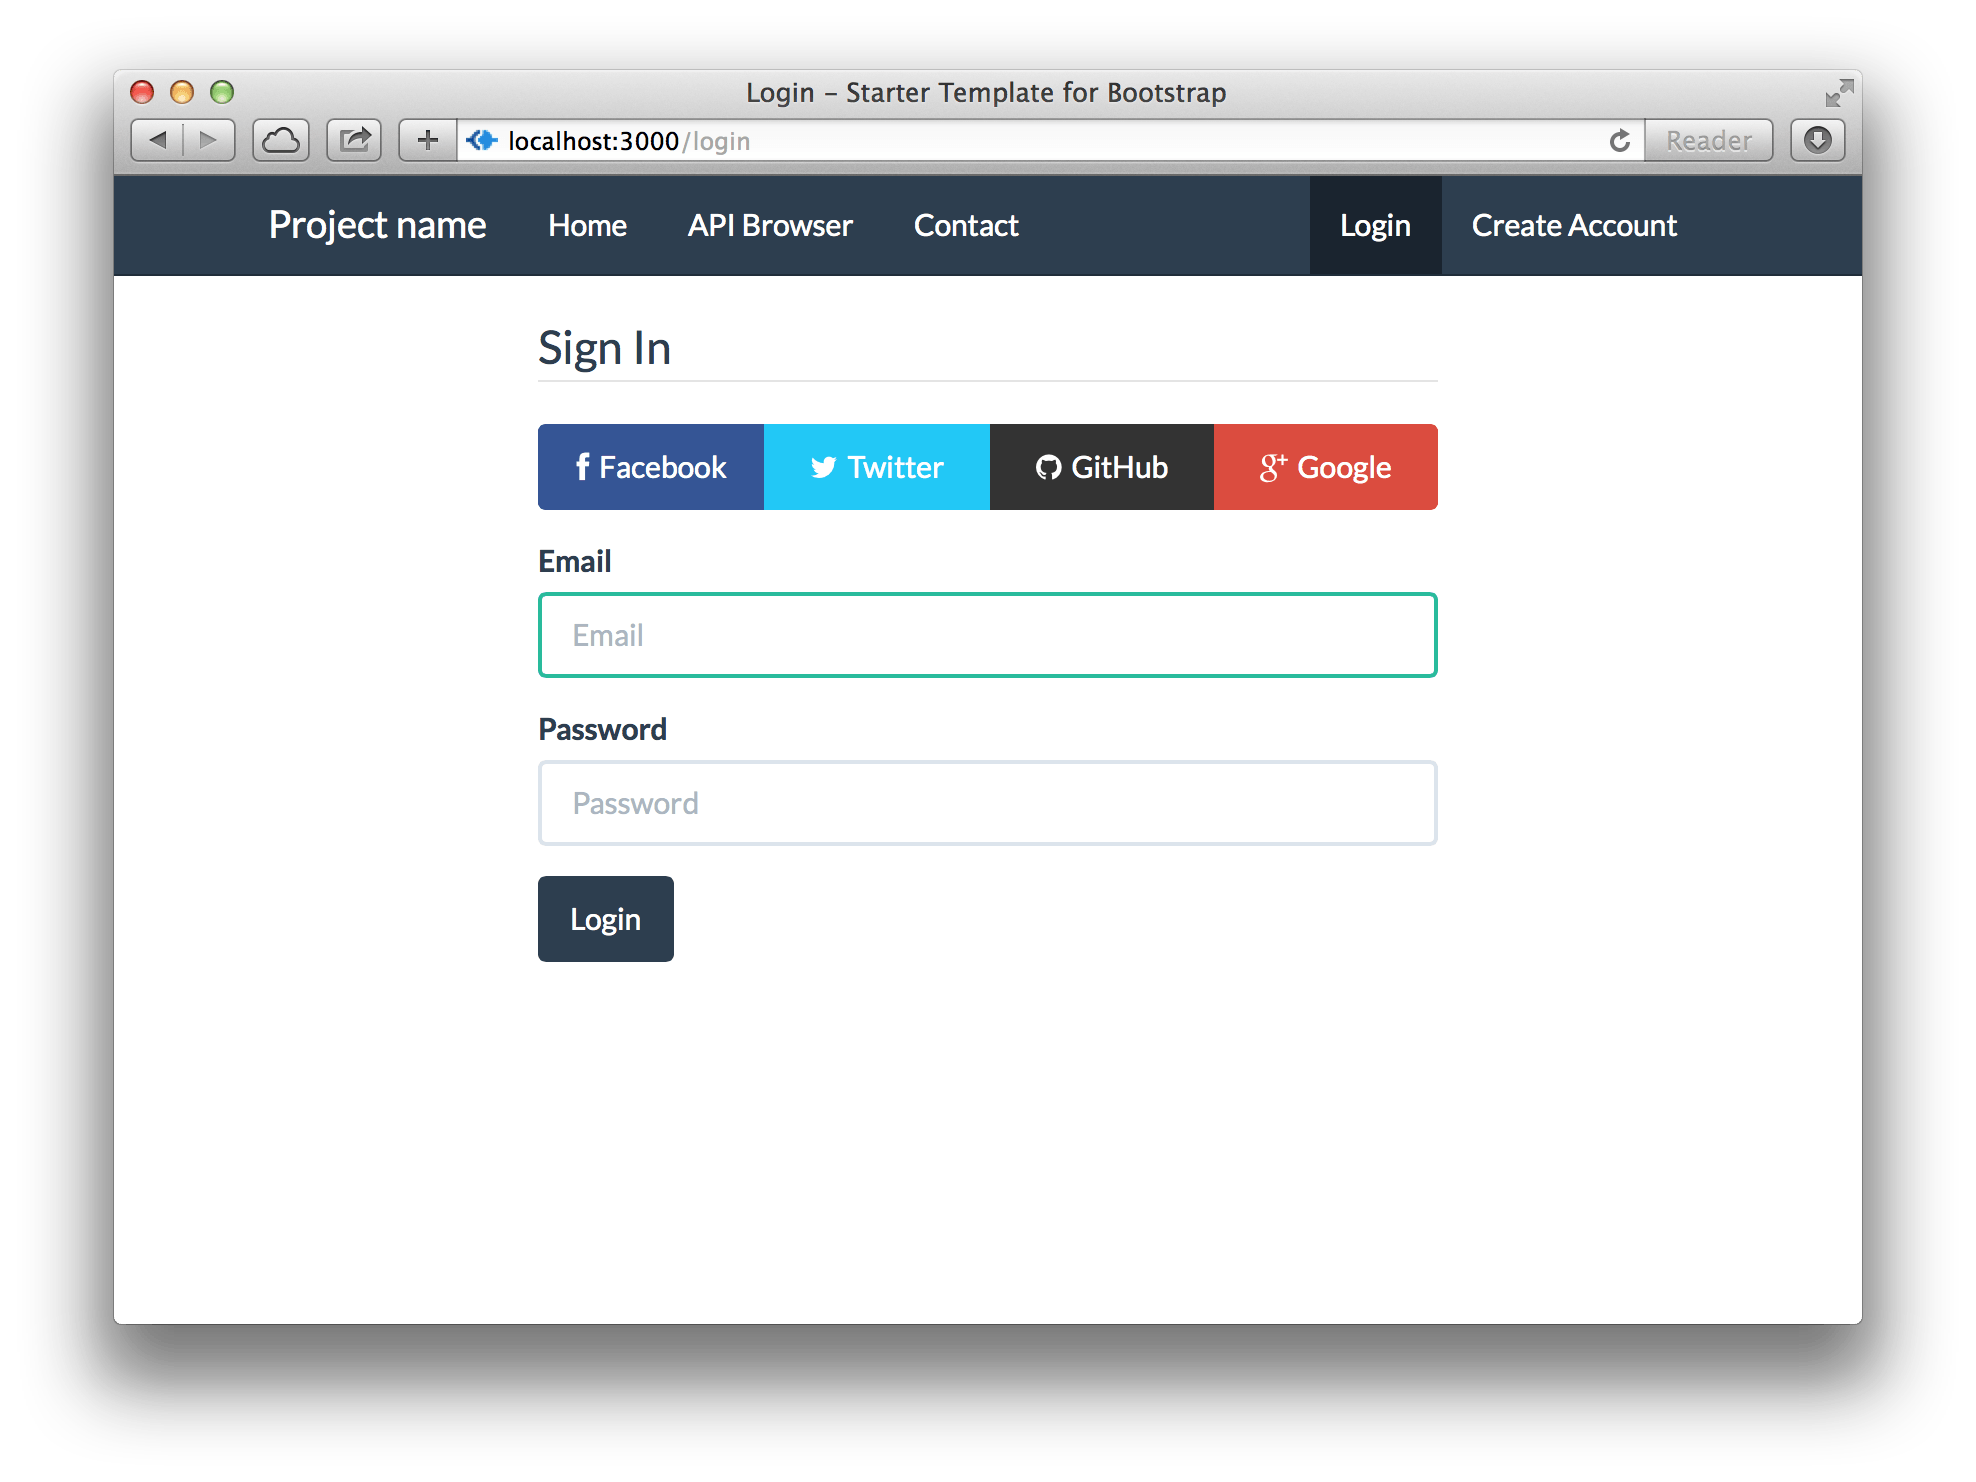 Login – Starter Template for Bootstrap
localhost:3000/login
Reader
Project name Home API Browser Contact Login Create Account
Sign In
Facebook Twitter GitHub Google
Email
Email
Password
Password
Login